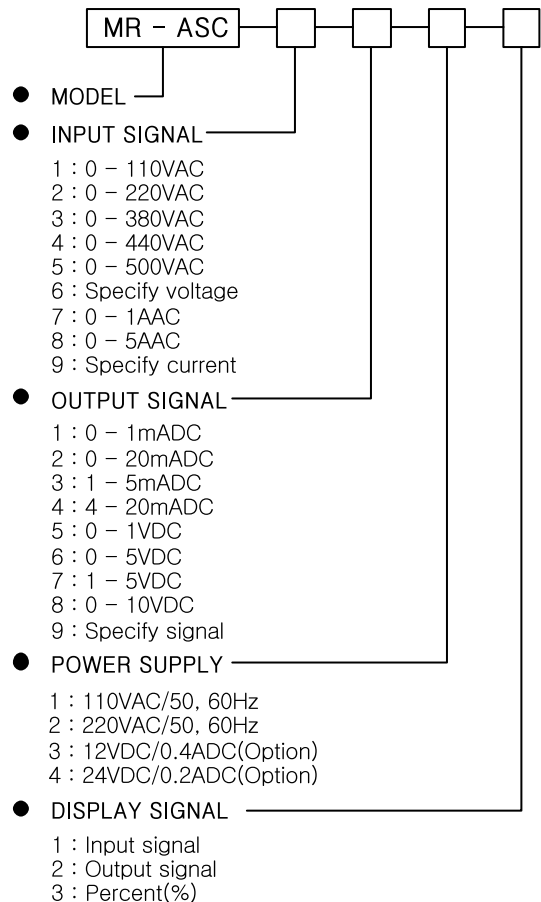 MR - ASC
MODEL
INPUT SIGNAL
1 : 0 - 110VAC
2 : 0 - 220VAC
3 : 0 - 380VAC
4 : 0 - 440VAC
5 : 0 - 500VAC
6 : Specify voltage
7 : 0 - 1AAC
8 : 0 - 5AAC
9 : Specify current
OUTPUT SIGNAL
1 : 0 - 1mADC
2 : 0 - 20mADC
3 : 1 - 5mADC
4 : 4 - 20mADC
5 : 0 - 1VDC
6 : 0 - 5VDC
7 : 1 - 5VDC
8 : 0 - 10VDC
9 : Specify signal
POWER SUPPLY
1 : 110VAC/50, 60Hz
2 : 220VAC/50, 60Hz
3 : 12VDC/0.4ADC(Option)
4 : 24VDC/0.2ADC(Option)
DISPLAY SIGNAL
1 : Input signal
2 : Output signal
3 : Percent(%)